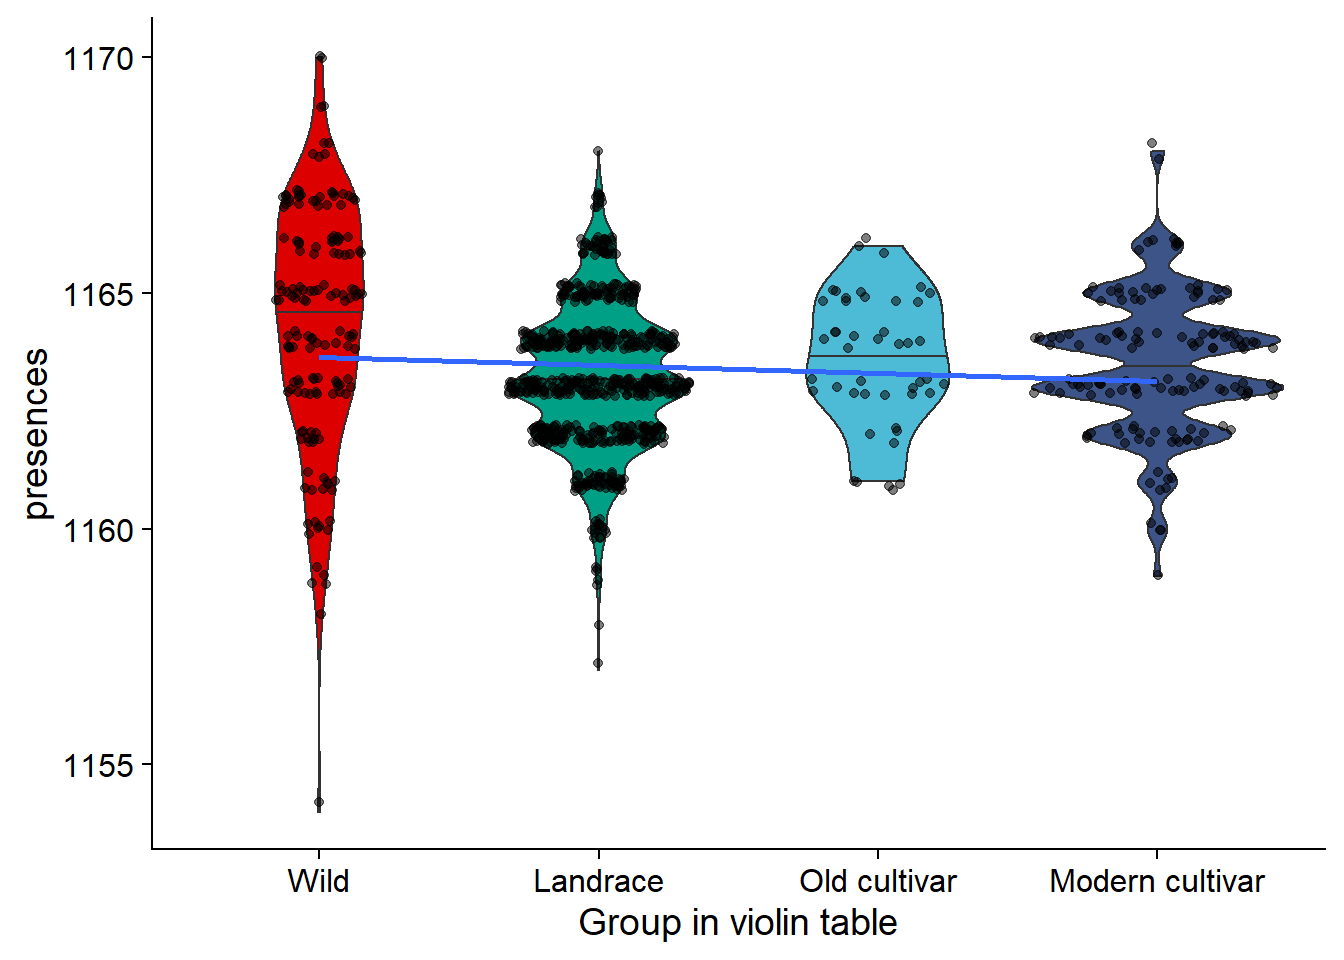 presences
1170
1165
1160
1155
Wild
Landrace
Old cultivar
Modern cultivar
Group in violin table